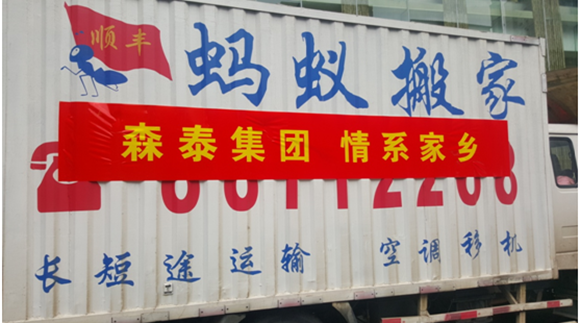 顺丰
蚂蚁搬家
森泰集团 情系家乡
长短途运输 空调移机